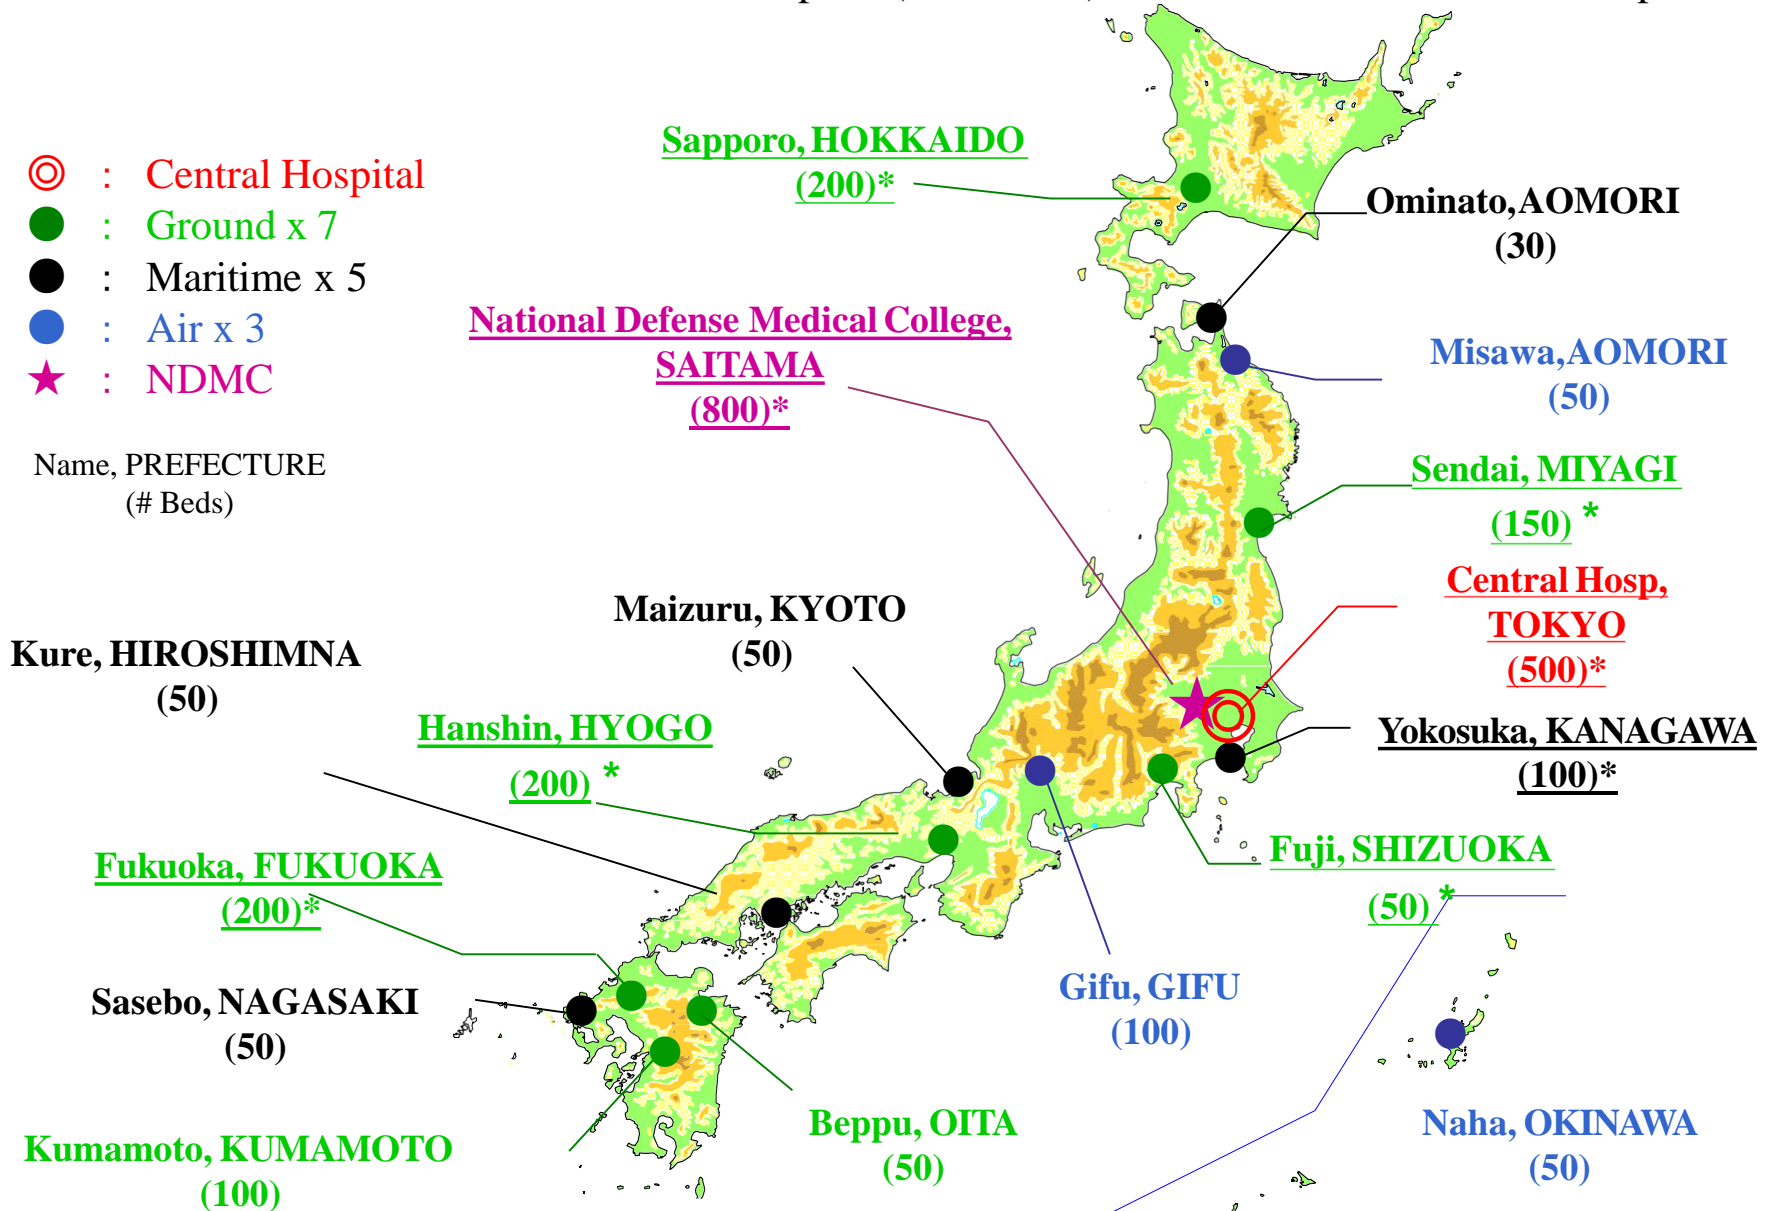 Central Hospital
: Ground x 7
: Maritime x 5
: Air x 3
: NDMC
Name, PREFECTURE
(# Beds)
Sapporo, HOKKAIDO
(200)*
Ominato, AOMORI
(30)
National Defense Medical College,
SAITAMA
(800)*
Misawa, AOMORI
(50)
Sendai, MIYAGI
(150) *
Central Hosp,
TOKYO
(500)*
Maizuru, KYOTO
(50)
Kure, HIROSHIMNA
(50)
Hanshin, HYOGO
(200) *
Yokosuka, KANAGAWA
(100)*
Fukuoka, FUKUOKA
(200)*
Fuji, SHIZUOKA
(50) *
Sasebo, NAGASAKI
(50)
Gifu, GIFU
(100)
Kumamoto, KUMAMOTO
(100)
Beppu, OITA
(50)
Naha, OKINAWA
(50)